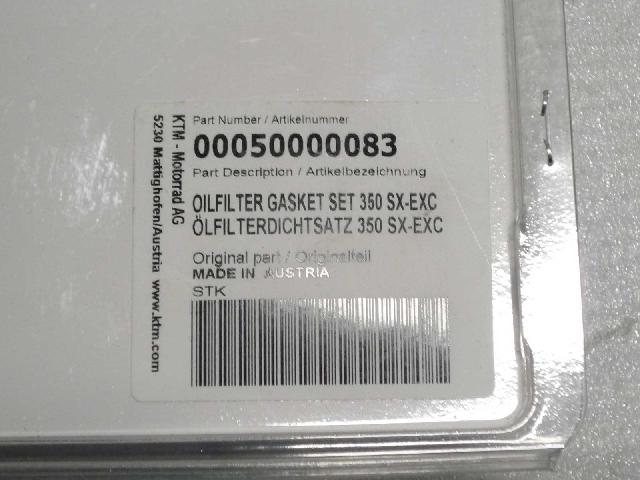 Part Number / Artikelnummer
00050000083
Part Description / Artikelbezeichnung
OILFILTER GASKET SET 350 SX-EXC
ÖLFILTERDICHTSATZ 350 SX-EXC
Original part / Originalteil
MADE IN AUSTRIA
STK
KTM - Motorrad AG
5230 Mattighofen/Austria www.ktm.com